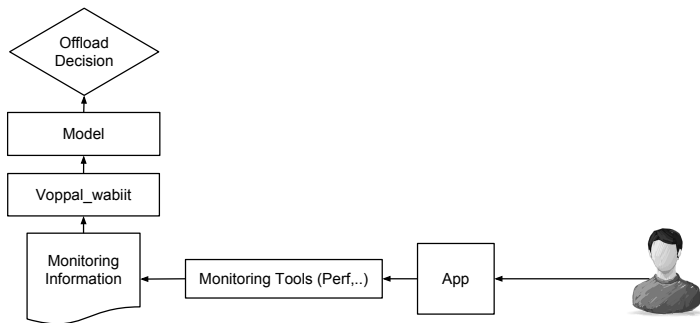 Offload
Decision
Model
Voppal_wabiit
Monitoring
Information
Monitoring Tools (Perf,..)
App